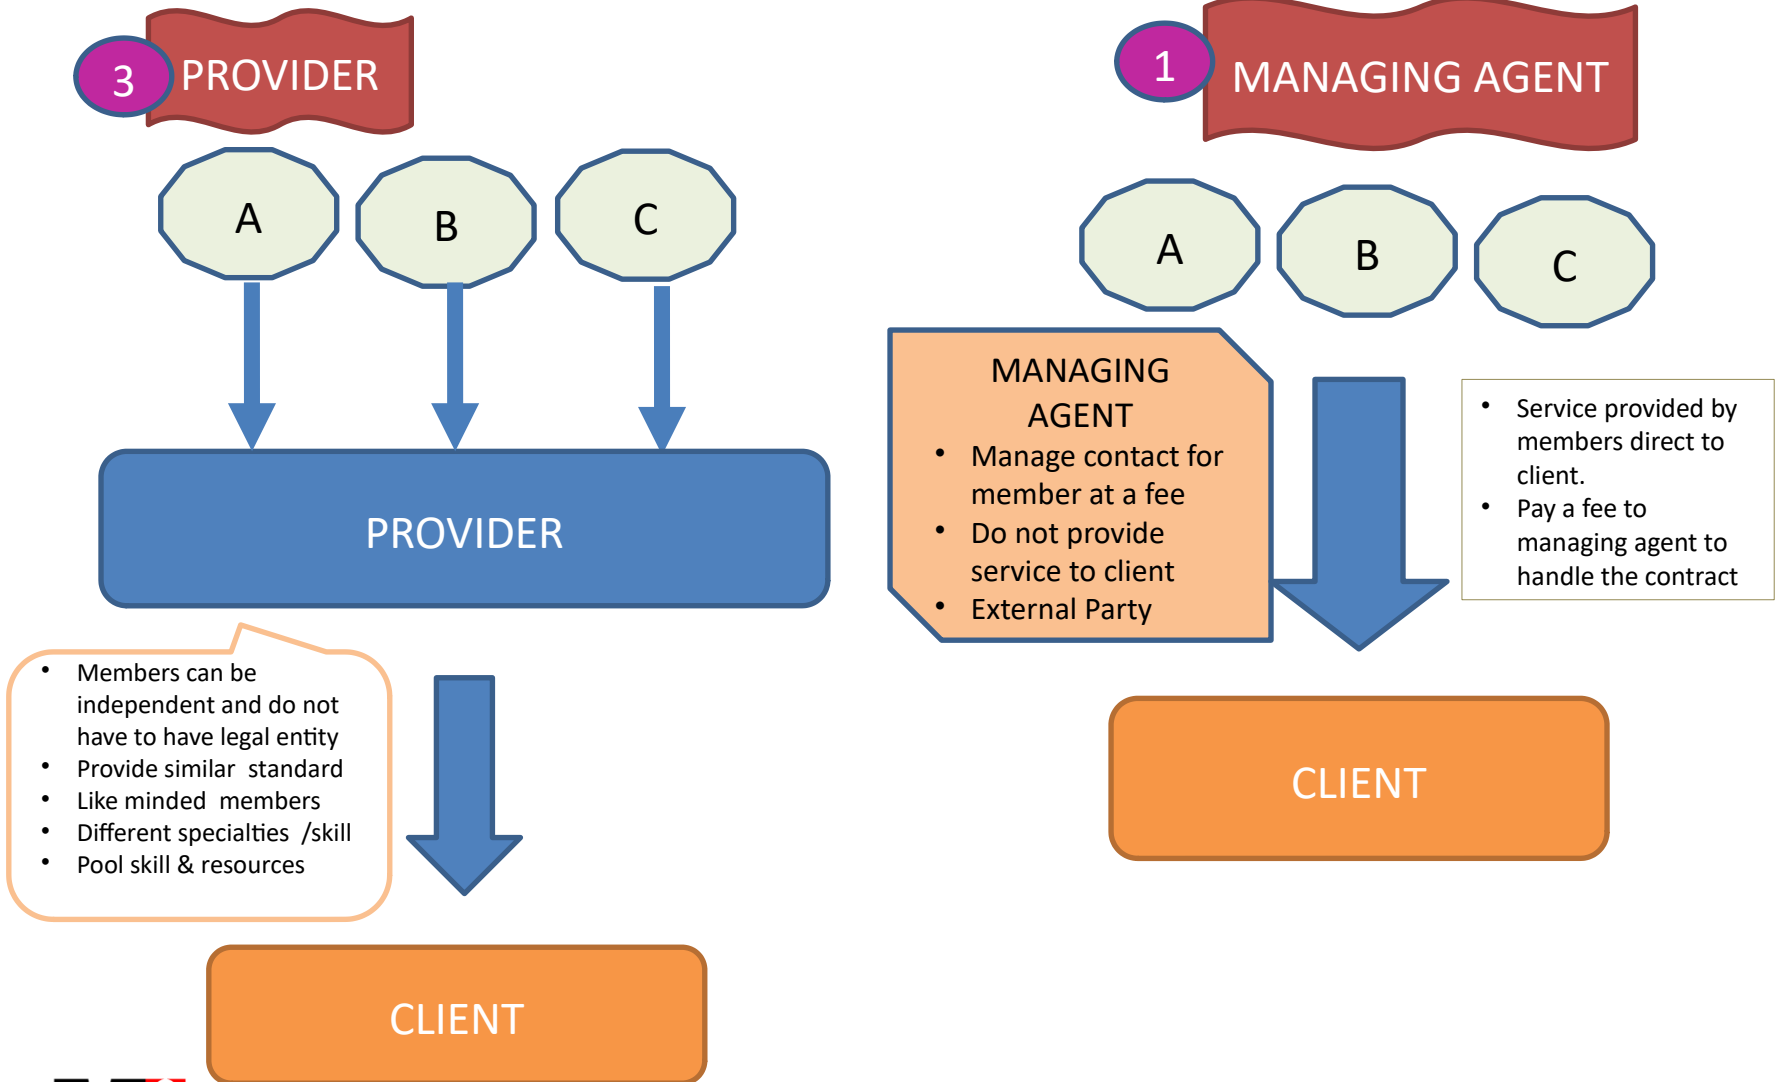 3
PROVIDER
A
B
C
PROVIDER
• Members can be
independent and do not
have to have legal entity
• Provide similar standard
• Like minded members
• Different specialties /skill
• Pool skill & resources
CLIENT
1
MANAGING AGENT
A
B
C
MANAGING
AGENT
• Manage contact for
member at a fee
• Do not provide
service to client
• External Party
• Service provided by
members direct to
client.
• Pay a fee to
managing agent to
handle the contract
CLIENT